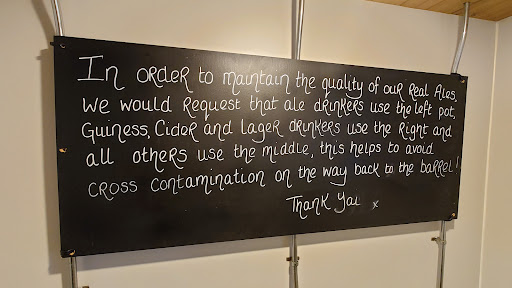 In order to maintain the quality of our Real Ales,
we would request that ale drinkers use the left pot,
Guiness, Cider and Lager drinkers use the Right and
all others use the middle, this helps to avoid
cross contamination on the way back to the barrel!
Thank You x